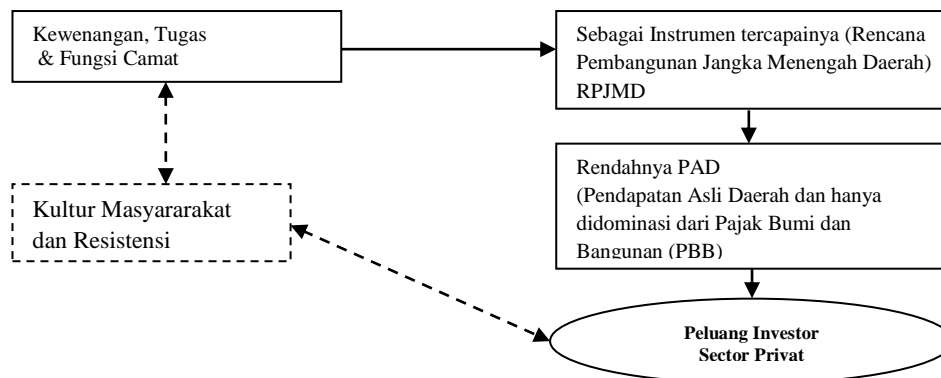 Kewenangan, Tugas
& Fungsi Camat
Sebagai Instrumen tercapainya (Rencana
Pembangunan Jangka Menengah Daerah)
RPJMD
Rendahnya PAD
(Pendapatan Asli Daerah dan hanya
didominasi dari Pajak Bumi dan
Bangunan (PBB)
Kultur Masyararakat
dan Resistensi
Peluang Investor
Sector Privat